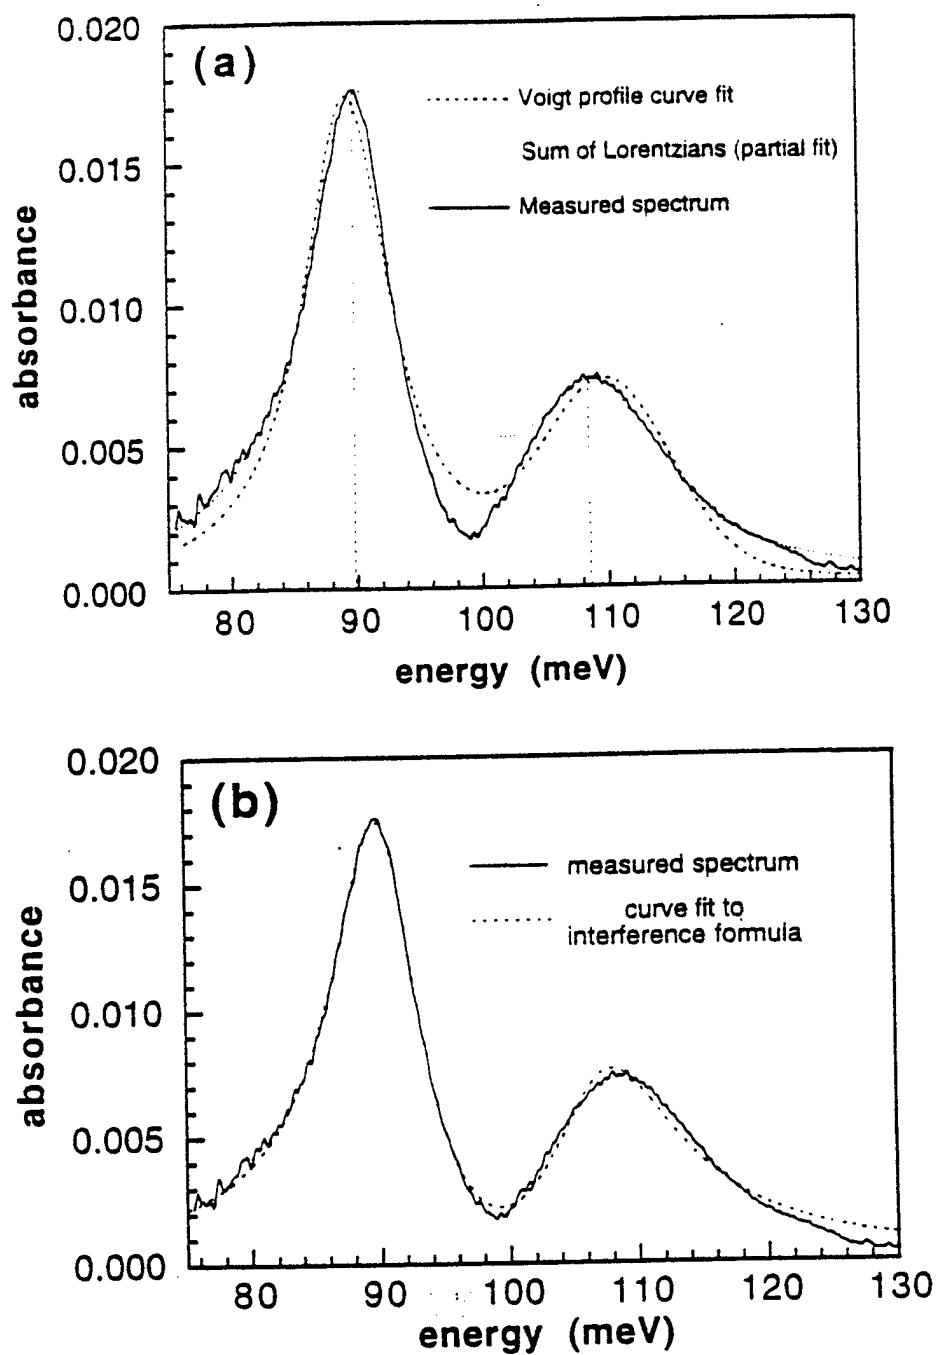 0.020
(a)
Voigt profile curve fit
Sum of Lorentzians (partial fit)
Measured spectrum
0.015
0.010
0.005
0.000
absorbance
80 90 100 110 120 130
energy (meV)
0.020
(b)
measured spectrum
curve fit to
interference formula
0.015
0.010
0.005
0.000
absorbance
80 90 100 110 120 130
energy (meV)